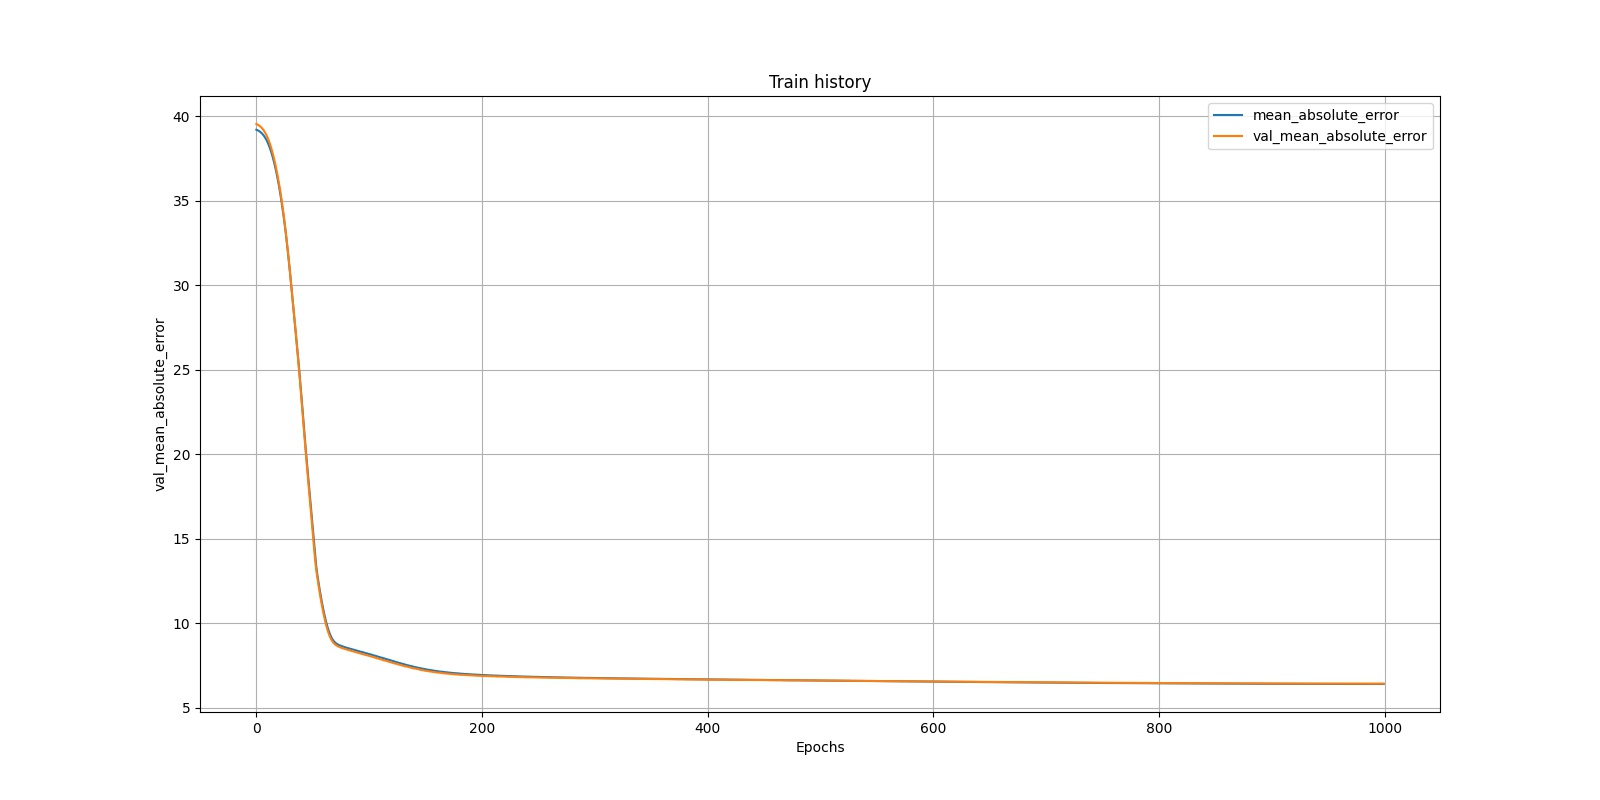 Train history
mean_absolute_error
val_mean_absolute_error
40
35
30
25
20
15
10
5
val_mean_absolute_error
0 200 400 600 800 1000
Epochs